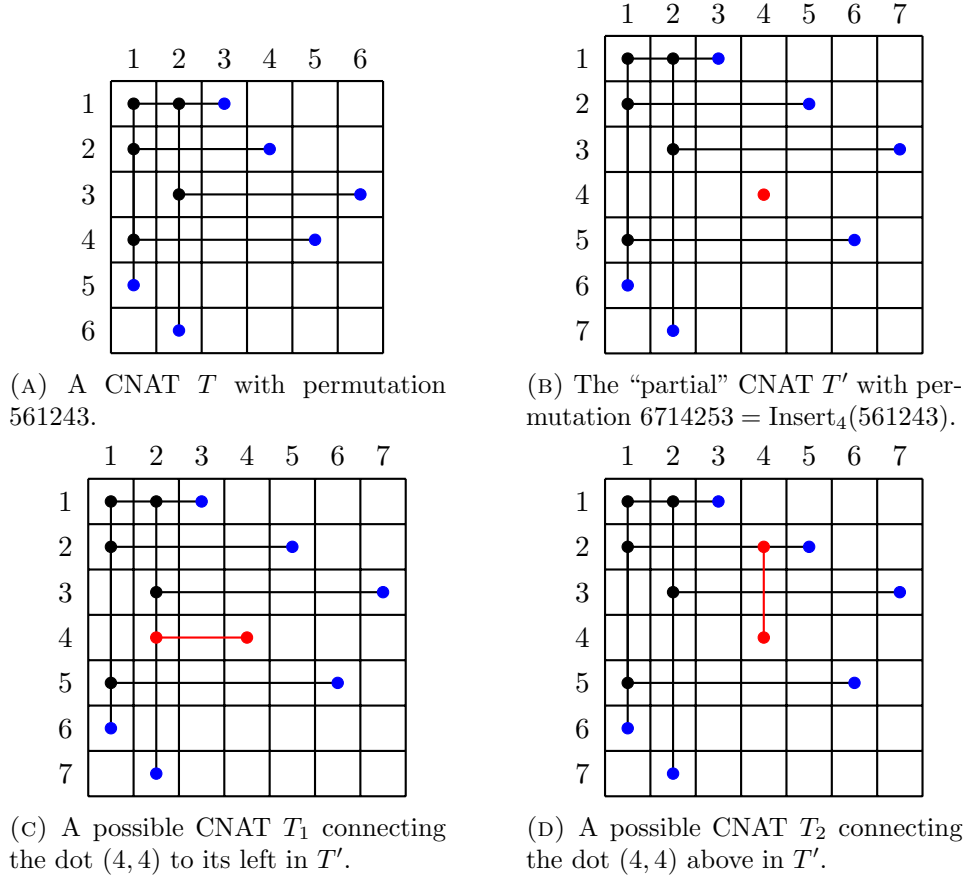 1 2 3 4 5 6
1
2
3
4
5
6
(A) A CNAT T with permutation
561243.
1 2 3 4 5 6 7
1
2
3
4
5
6
7
(B) The “partial” CNAT T′ with per-
mutation 6714253 = Insert₄(561243).
1 2 3 4 5 6 7
1
2
3
4
5
6
7
(C) A possible CNAT T₁ connecting
the dot (4, 4) to its left in T′.
1 2 3 4 5 6 7
1
2
3
4
5
6
7
(D) A possible CNAT T₂ connecting
the dot (4, 4) above in T′.